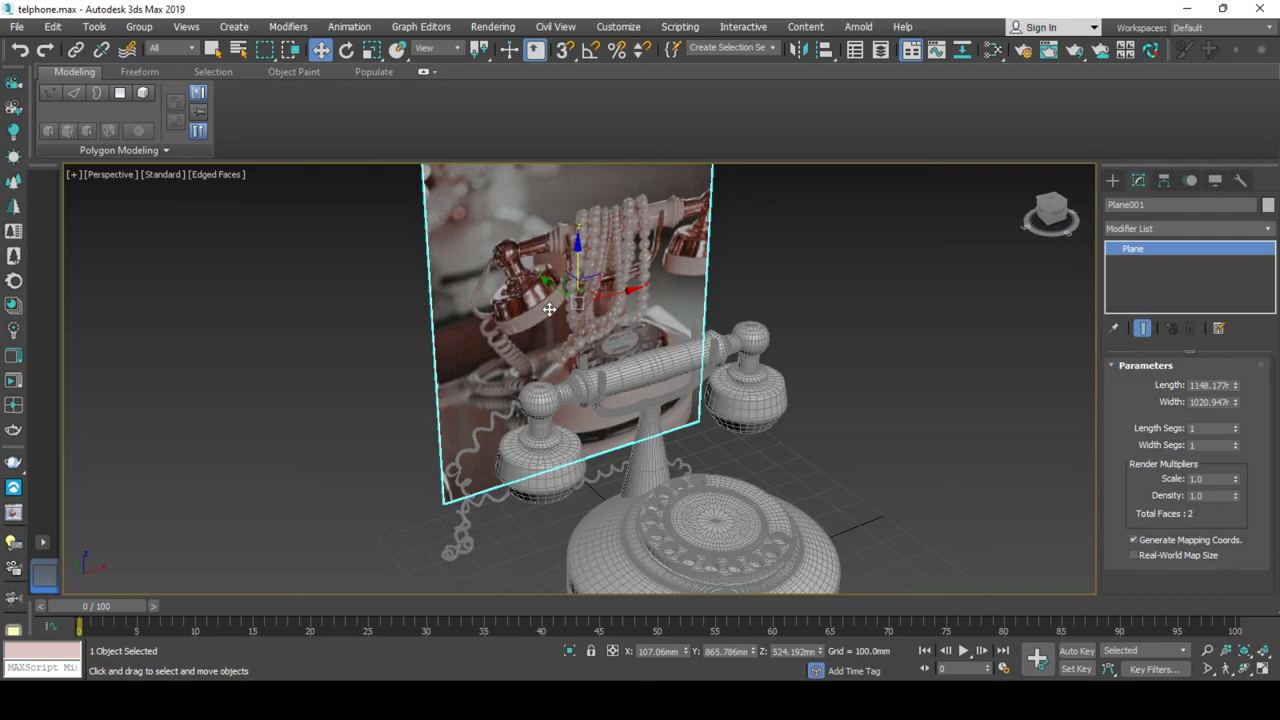 telphone.max - Autodesk 3ds Max 2019
File Edit Tools Group Views Create Modifiers Animation Graph Editors Rendering Civil View Customize Scripting Interactive Content Arnold Help
Sign In
Workspaces: Default
All
View
Create Selection Se
Modeling Freeform Selection Object Paint Populate
Polygon Modeling
[+] [Perspective] [Standard] [Edged Faces]
Plane001
Modifier List
Plane
Parameters
Length: 1148.177r
Width: 1020.947r
Length Segs: 1
Width Segs: 1
Render Multipliers
Scale: 1.0
Density: 1.0
Total Faces : 2
Generate Mapping Coords.
Real-World Map Size
0 / 100
0 5 10 15 20 25 30 35 40 45 50 55 60 65 70 75 80 85 90 95 100
1 Object Selected
X: 107.06mm Y: 865.786mm Z: 524.192mm Grid = 100.0mm
Auto Key Selected
MAXScript Mi
Click and drag to select and move objects
Add Time Tag
0
Set Key Key Filters...